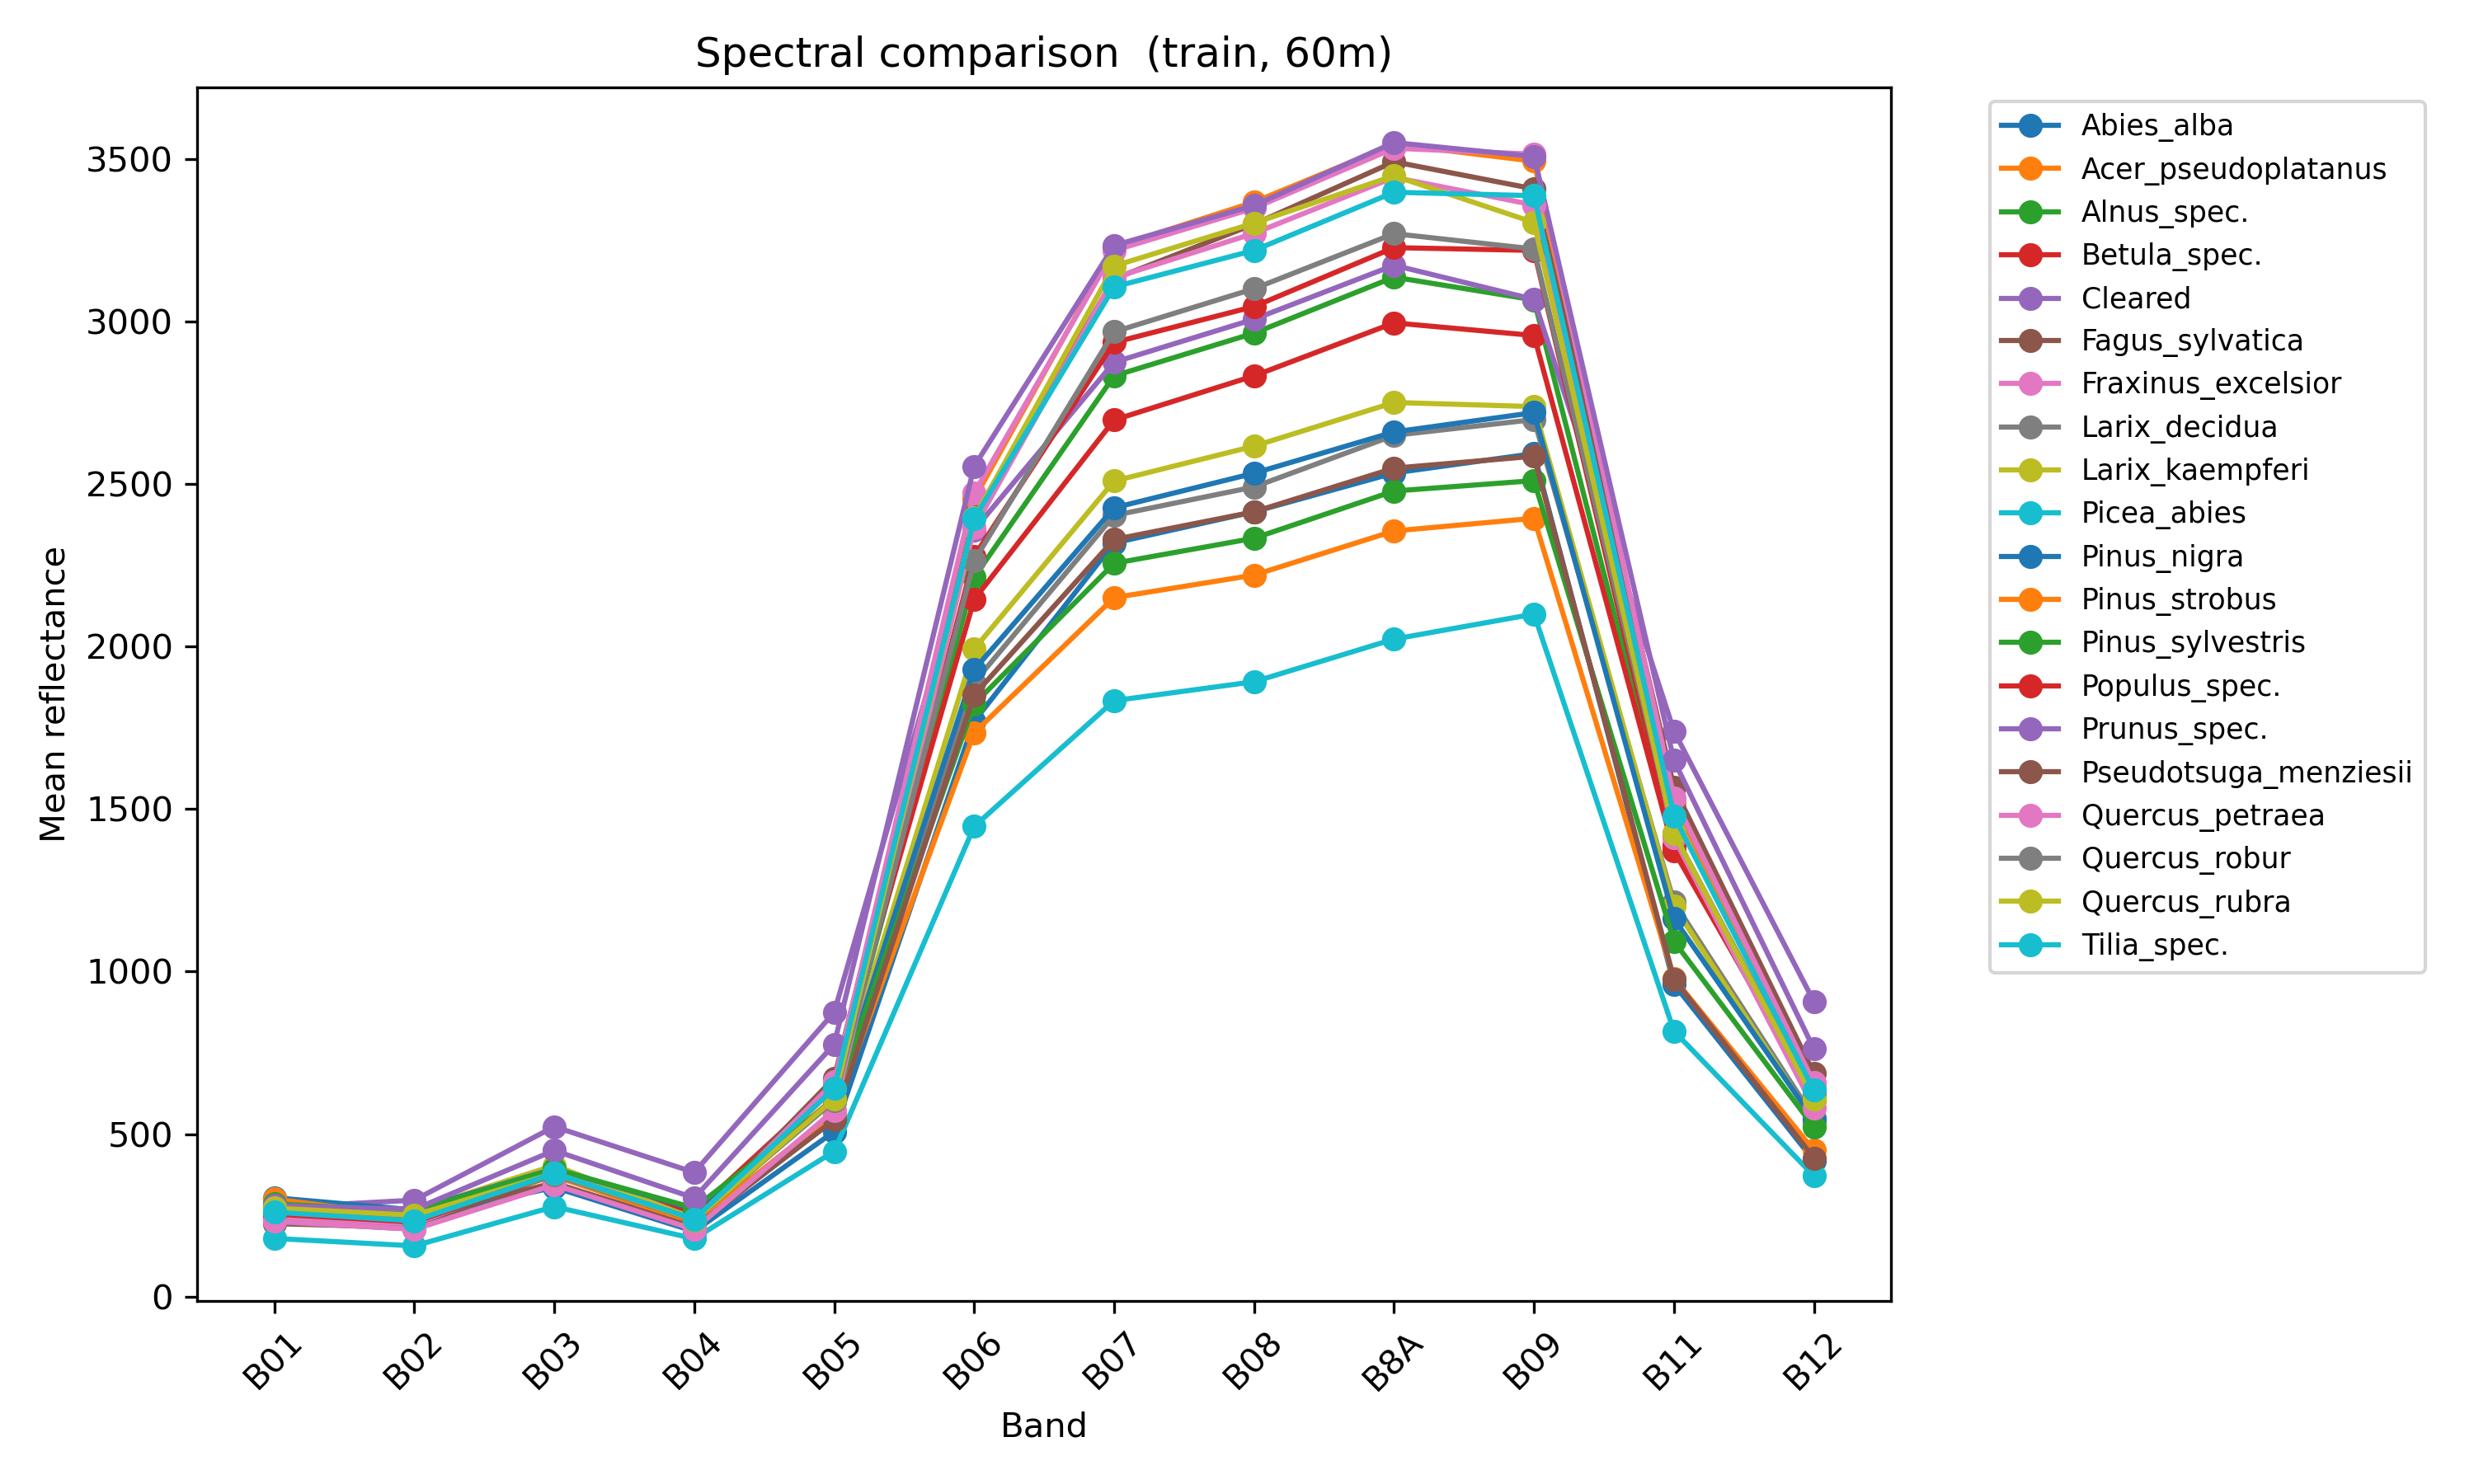 Spectral comparison  (train, 60m)
Mean reflectance
3500
3000
2500
2000
1500
1000
500
0
B01 B02 B03 B04 B05 B06 B07 B08 B8A B09 B11 B12
Band
Abies_alba
Acer_pseudoplatanus
Alnus_spec.
Betula_spec.
Cleared
Fagus_sylvatica
Fraxinus_excelsior
Larix_decidua
Larix_kaempferi
Picea_abies
Pinus_nigra
Pinus_strobus
Pinus_sylvestris
Populus_spec.
Prunus_spec.
Pseudotsuga_menziesii
Quercus_petraea
Quercus_robur
Quercus_rubra
Tilia_spec.